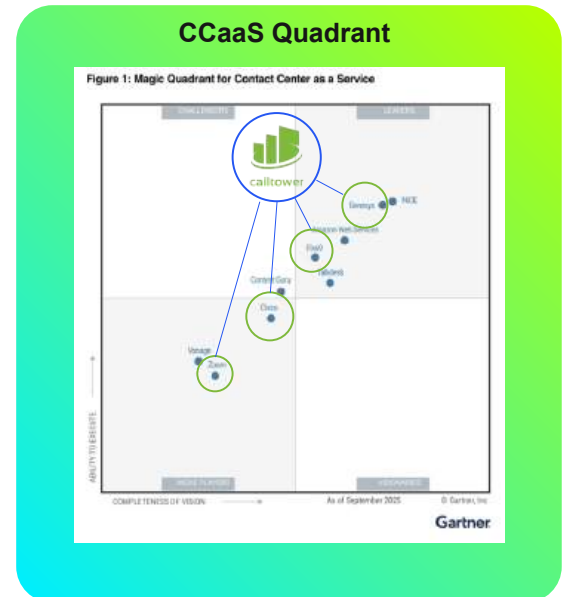 CCaaS Quadrant
Figure 1: Magic Quadrant for Contact Center as a Service
CHALLENGERS
LEADERS
calltower
Genesys
NICE
Amazon Web Services
Five9
Talkdesk
Content Guru
Cisco
Vonage
Zoom
ABILITY TO EXECUTE
NICHE PLAYERS
VISIONARIES
COMPLETENESS OF VISION
As of September 2025
© Gartner, Inc
Gartner